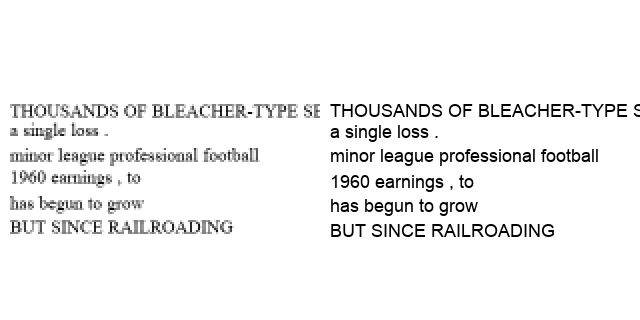 THOUSANDS OF BLEACHER-TYPE SE
a single loss .
minor league professional football
1960 earnings , to
has begun to grow
BUT SINCE RAILROADING
THOUSANDS OF BLEACHER-TYPE S
a single loss .
minor league professional football
1960 earnings , to
has begun to grow
BUT SINCE RAILROADING